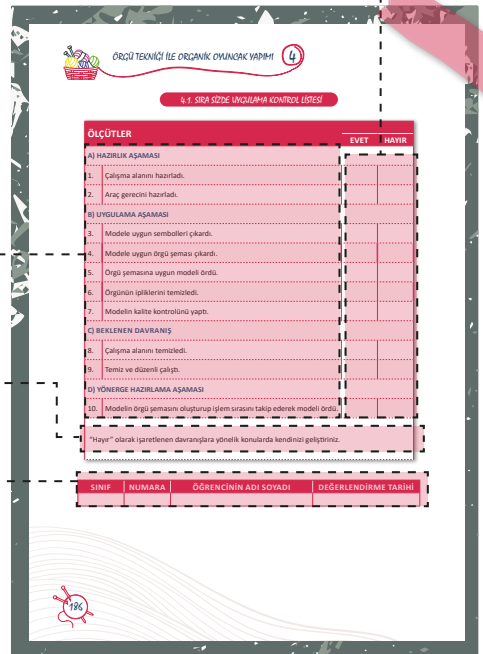 ÖRGÜ TEKNİĞİ İLE ORGANİK OYUNCAK YAPIMI 4
4.1. SIRA SİZDE UYGULAMA KONTROL LİSTESİ
ÖLÇÜTLER EVET HAYIR
A) HAZIRLIK AŞAMASI
1. Çalışma alanını hazırladı.
2. Araç gerecini hazırladı.
B) UYGULAMA AŞAMASI
3. Modele uygun sembolleri çıkardı.
4. Modele uygun örgü şeması çıkardı.
5. Örgü şemasına uygun modeli ördü.
6. Örgünün ipliklerini temizledi.
7. Modelin kalite kontrolünü yaptı.
C) BEKLENEN DAVRANIŞ
8. Çalışma alanını temizledi.
9. Temiz ve düzenli çalıştı.
D) YÖNERGE HAZIRLAMA AŞAMASI
10. Modelin örgü şemasını oluşturup işlem sırasını takip ederek modeli ördü.
"Hayır" olarak işaretlenen davranışlara yönelik konularda kendinizi geliştiriniz.
SINIF NUMARA ÖĞRENCİNİN ADI SOYADI DEĞERLENDİRME TARİHİ
186